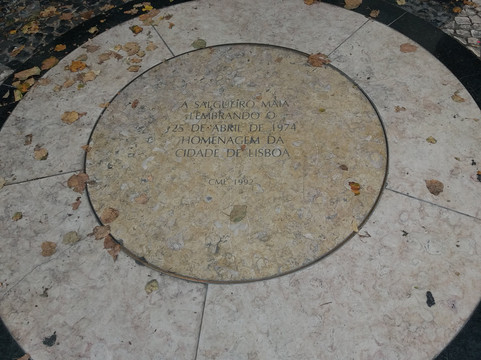 A SALGUEIRO MAIA
LEMBRANDO O
25 DE ABRIL DE 1974
HOMENAGEM DA
CIDADE DE LISBOA
CML 1992